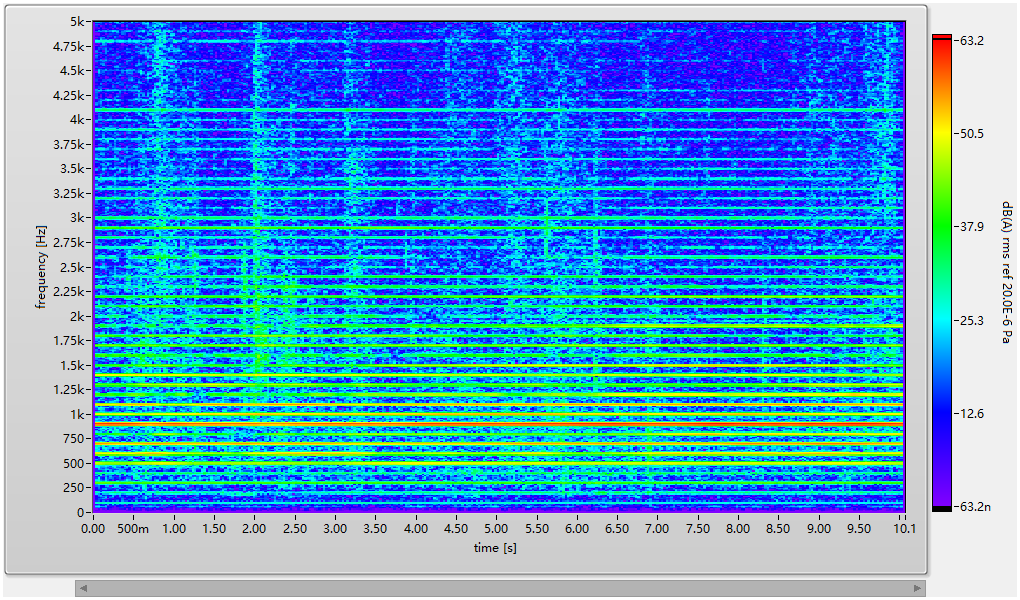 5k
4.75k
4.5k
4.25k
4k
3.75k
3.5k
3.25k
3k
2.75k
2.5k
2.25k
2k
1.75k
1.5k
1.25k
1k
750
500
250
0
frequency [Hz]
0.00 500m 1.00 1.50 2.00 2.50 3.00 3.50 4.00 4.50 5.00 5.50 6.00 6.50 7.00 7.50 8.00 8.50 9.00 9.50 10.1
time [s]
63.2
50.5
37.9
25.3
12.6
63.2n
dB(A) rms ref 20.0E-6 Pa